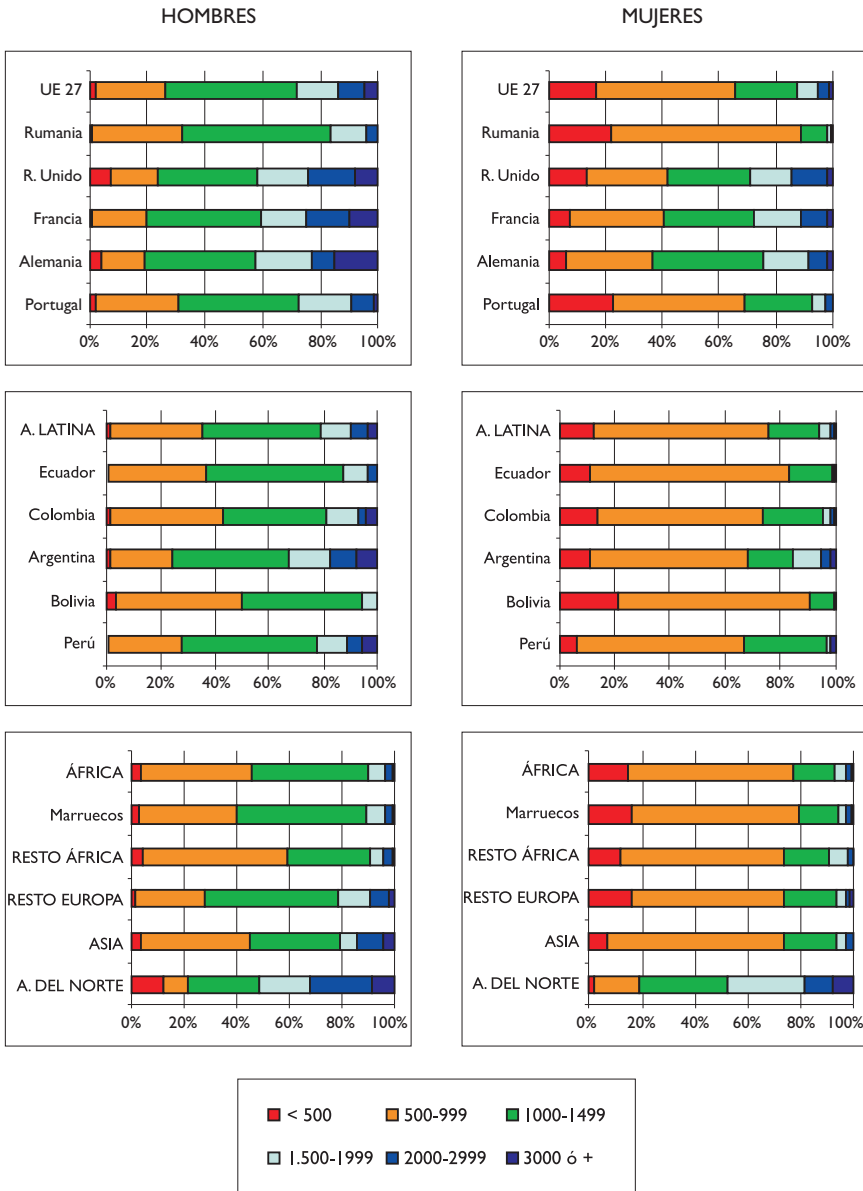 HOMBRES
MUJERES
UE 27
Rumania
R. Unido
Francia
Alemania
Portugal
0% 20% 40% 60% 80% 100%
UE 27
Rumania
R. Unido
Francia
Alemania
Portugal
0% 20% 40% 60% 80% 100%
A. LATINA
Ecuador
Colombia
Argentina
Bolivia
Perú
0% 20% 40% 60% 80% 100%
A. LATINA
Ecuador
Colombia
Argentina
Bolivia
Perú
0% 20% 40% 60% 80% 100%
ÁFRICA
Marruecos
RESTO ÁFRICA
RESTO EUROPA
ASIA
A. DEL NORTE
0% 20% 40% 60% 80% 100%
ÁFRICA
Marruecos
RESTO ÁFRICA
RESTO EUROPA
ASIA
A. DEL NORTE
0% 20% 40% 60% 80% 100%
< 500 500-999 1000-1499
1.500-1999 2000-2999 3000 ó +